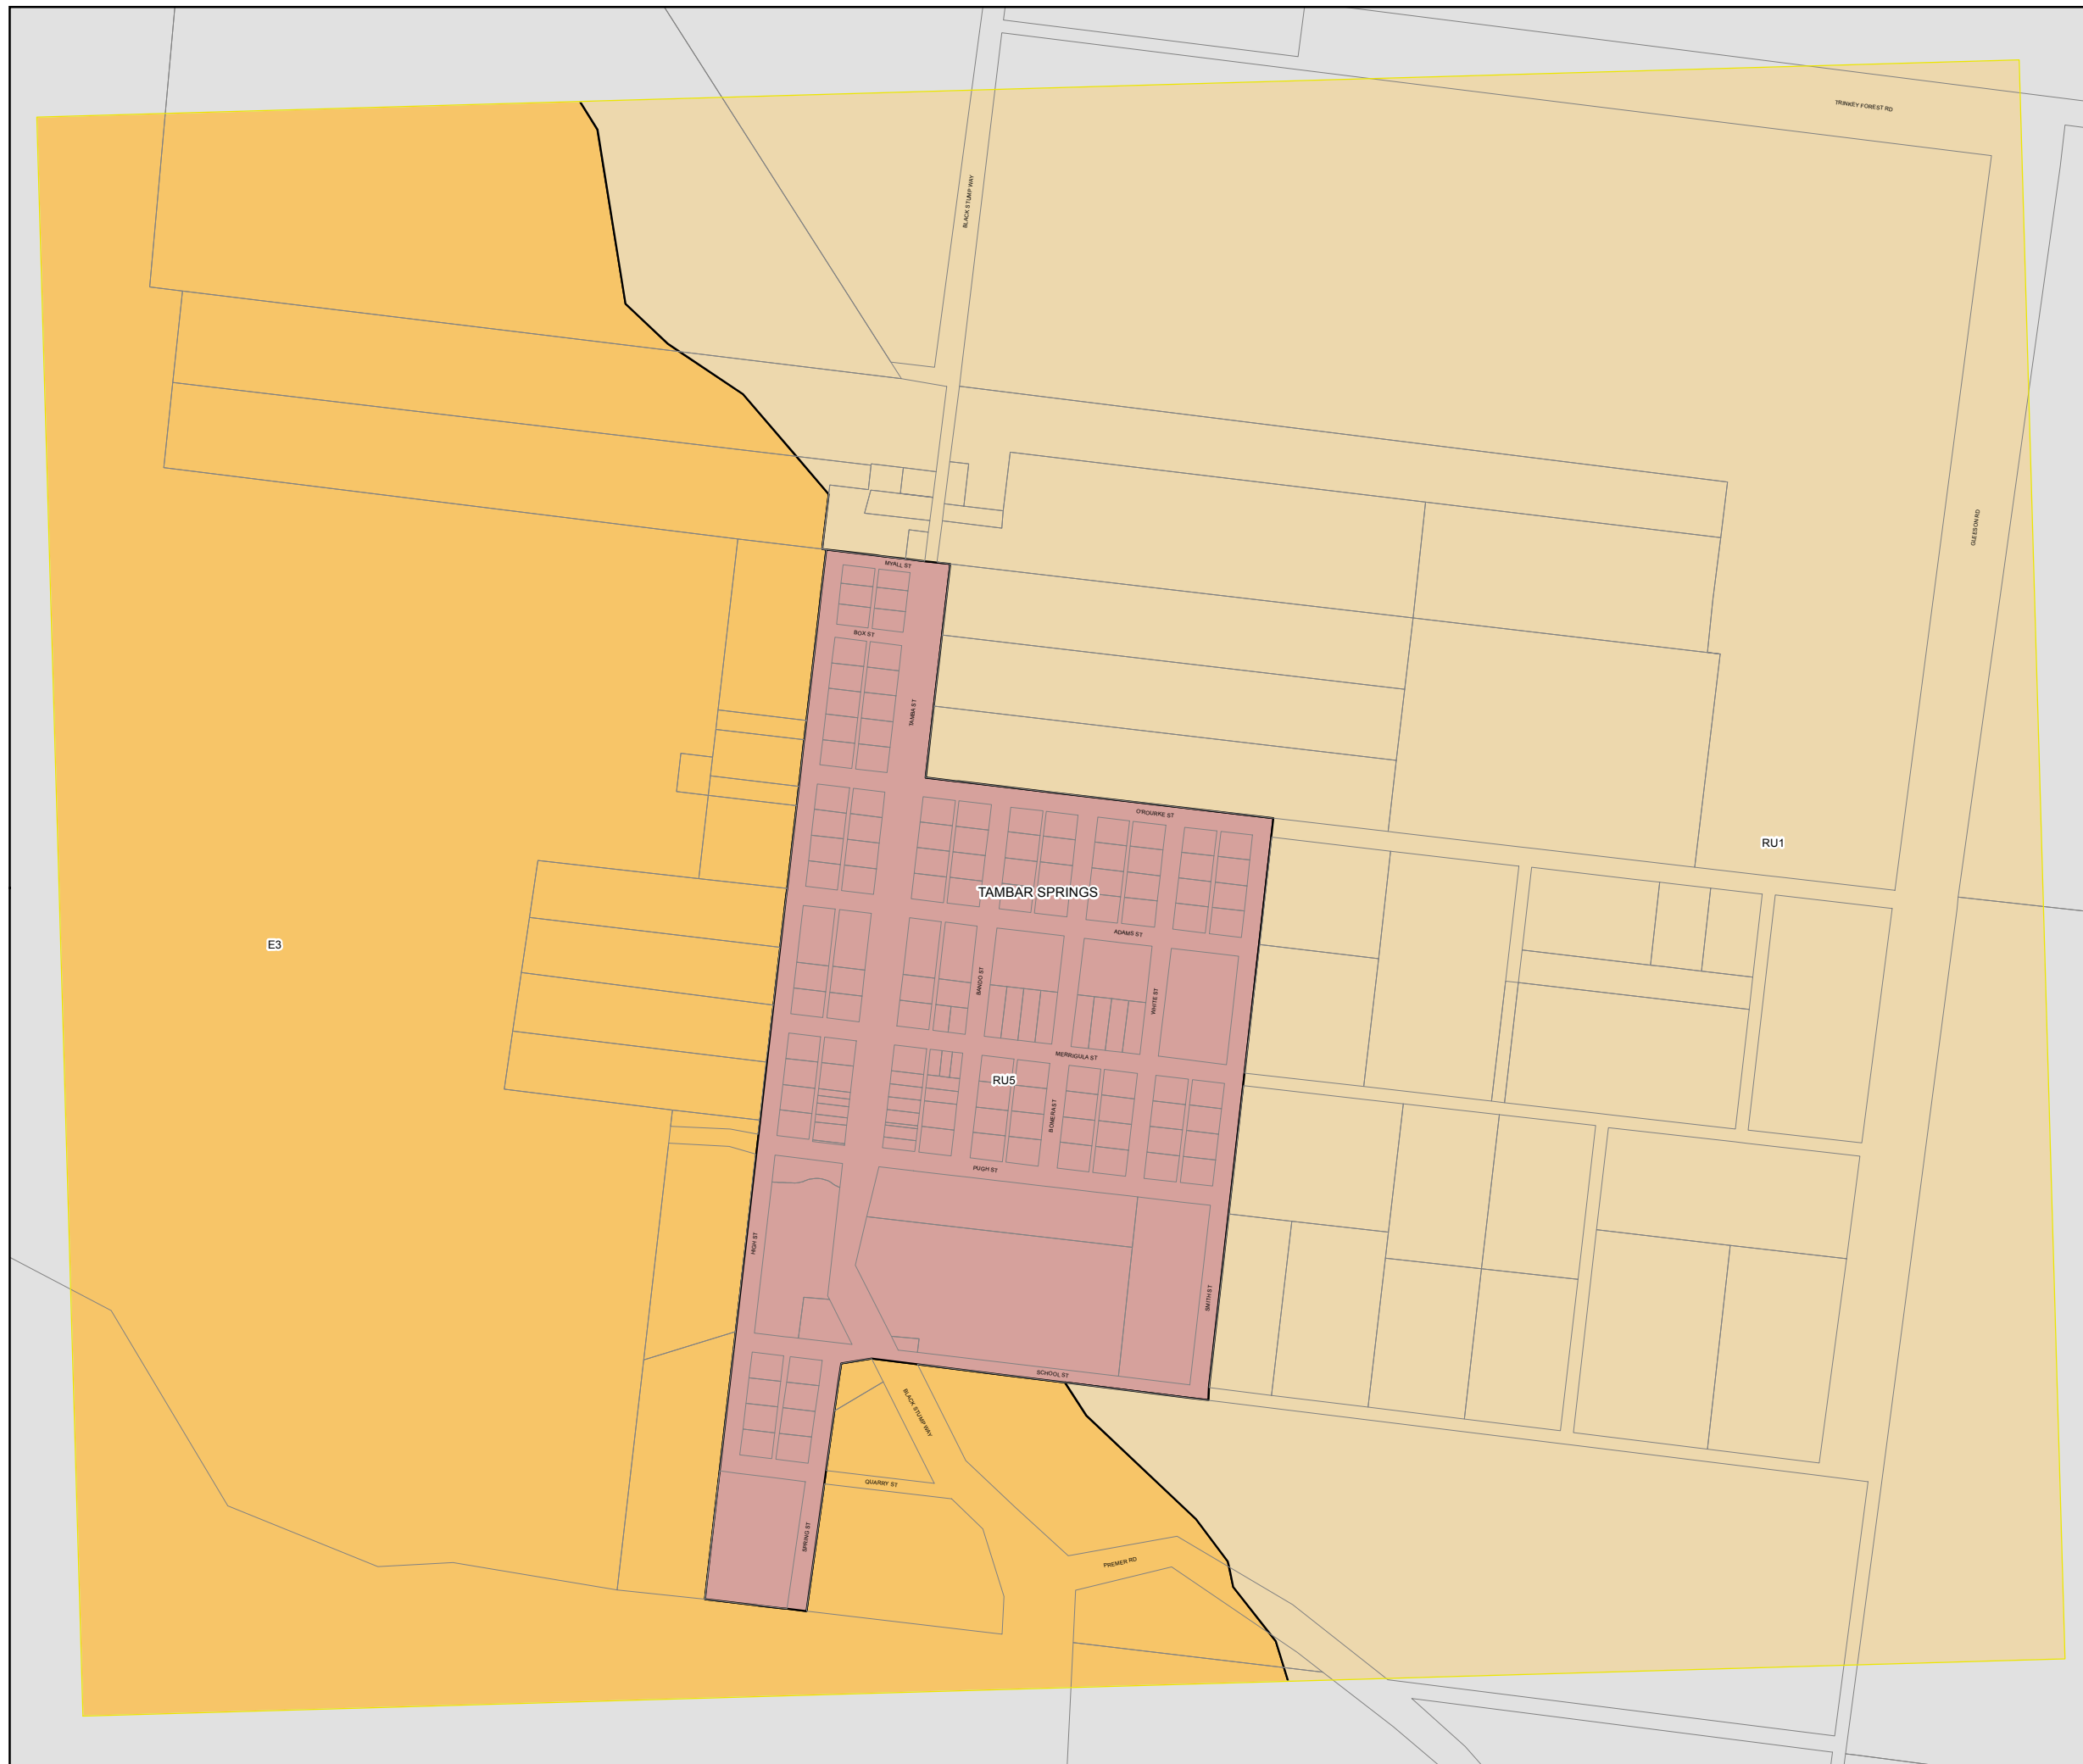 TRINKEY FOREST RD
BLACK STUMP WAY
GLEESON RD
MYALL ST
BOX ST
TAMBA ST
O'ROURKE ST
RU1
TAMBAR SPRINGS
ADAMS ST
E3
BANDO ST
WHITE ST
MERRIGULA ST
RU5
BOMERA ST
PUGH ST
HIGH ST
SMITH ST
SCHOOL ST
BLACK STUMP WAY
QUARRY ST
SPRING ST
PREMER RD